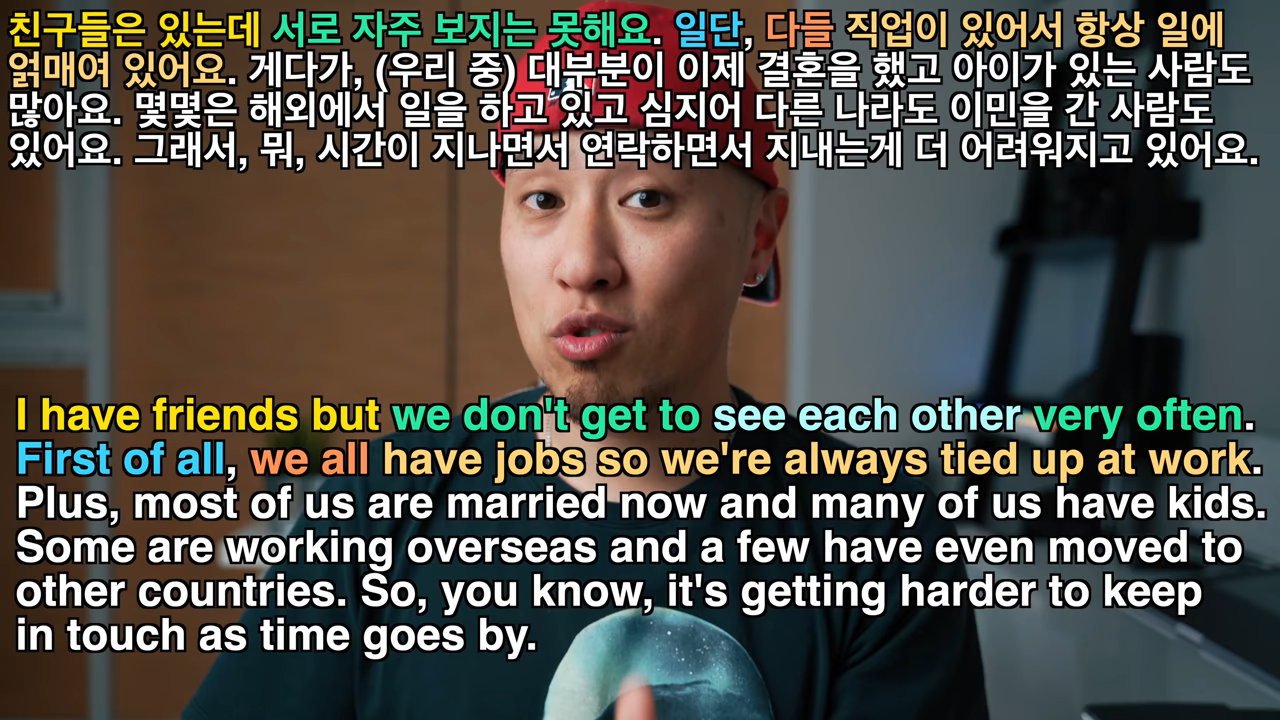 친구들은 있는데 서로 자주 보지는 못해요. 일단, 다들 직업이 있어서 항상 일에
얽매여 있어요. 게다가, (우리 중) 대부분이 이제 결혼을 했고 아이가 있는 사람도
많아요. 몇몇은 해외에서 일을 하고 있고 심지어 다른 나라로 이민을 간 사람도
있어요. 그래서, 뭐, 시간이 지나면서 연락하면서 지내는게 더 어려워지고 있어요.
I have friends but we don't get to see each other very often.
First of all, we all have jobs so we're always tied up at work.
Plus, most of us are married now and many of us have kids.
Some are working overseas and a few have even moved to
other countries. So, you know, it's getting harder to keep
in touch as time goes by.